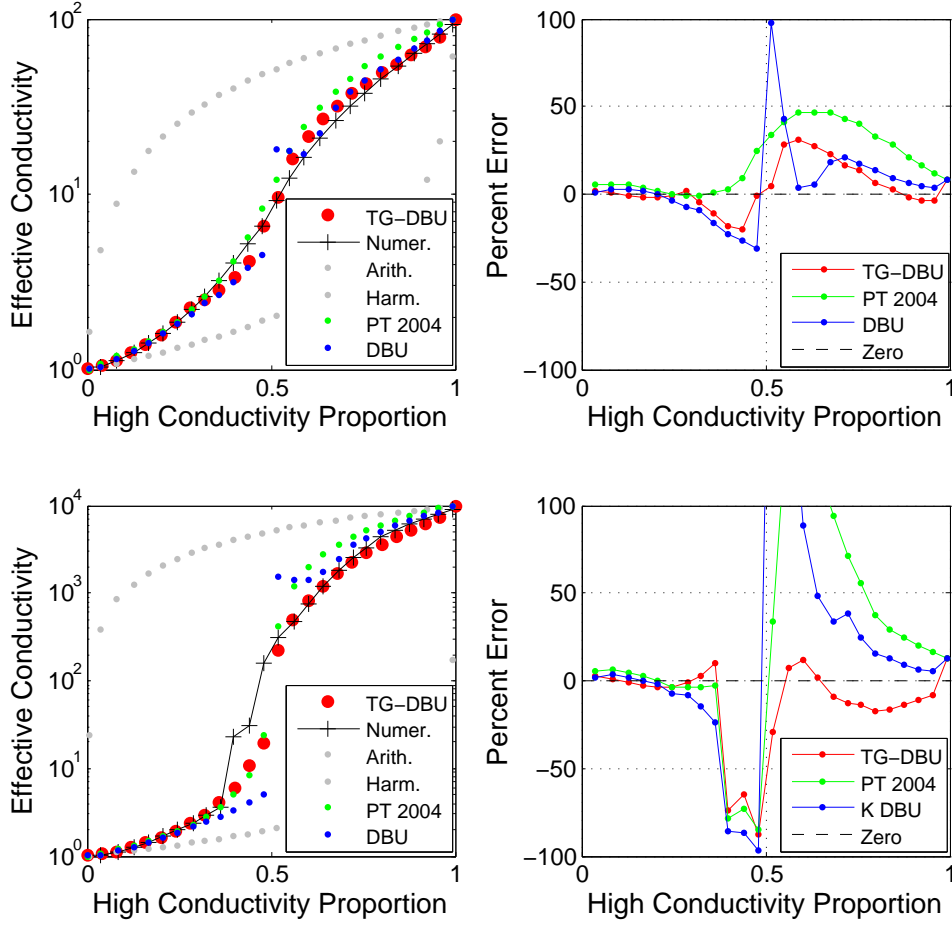 Effective Conductivity
10^2
10^1
10^0
TG−DBU
Numer.
Arith.
Harm.
PT 2004
DBU
0
0.5
1
High Conductivity Proportion
Percent Error
100
50
0
−50
−100
TG−DBU
PT 2004
DBU
Zero
0
0.5
1
High Conductivity Proportion
Effective Conductivity
10^4
10^3
10^2
10^1
10^0
TG−DBU
Numer.
Arith.
Harm.
PT 2004
DBU
0
0.5
1
High Conductivity Proportion
Percent Error
100
50
0
−50
−100
TG−DBU
PT 2004
K DBU
Zero
0
0.5
1
High Conductivity Proportion